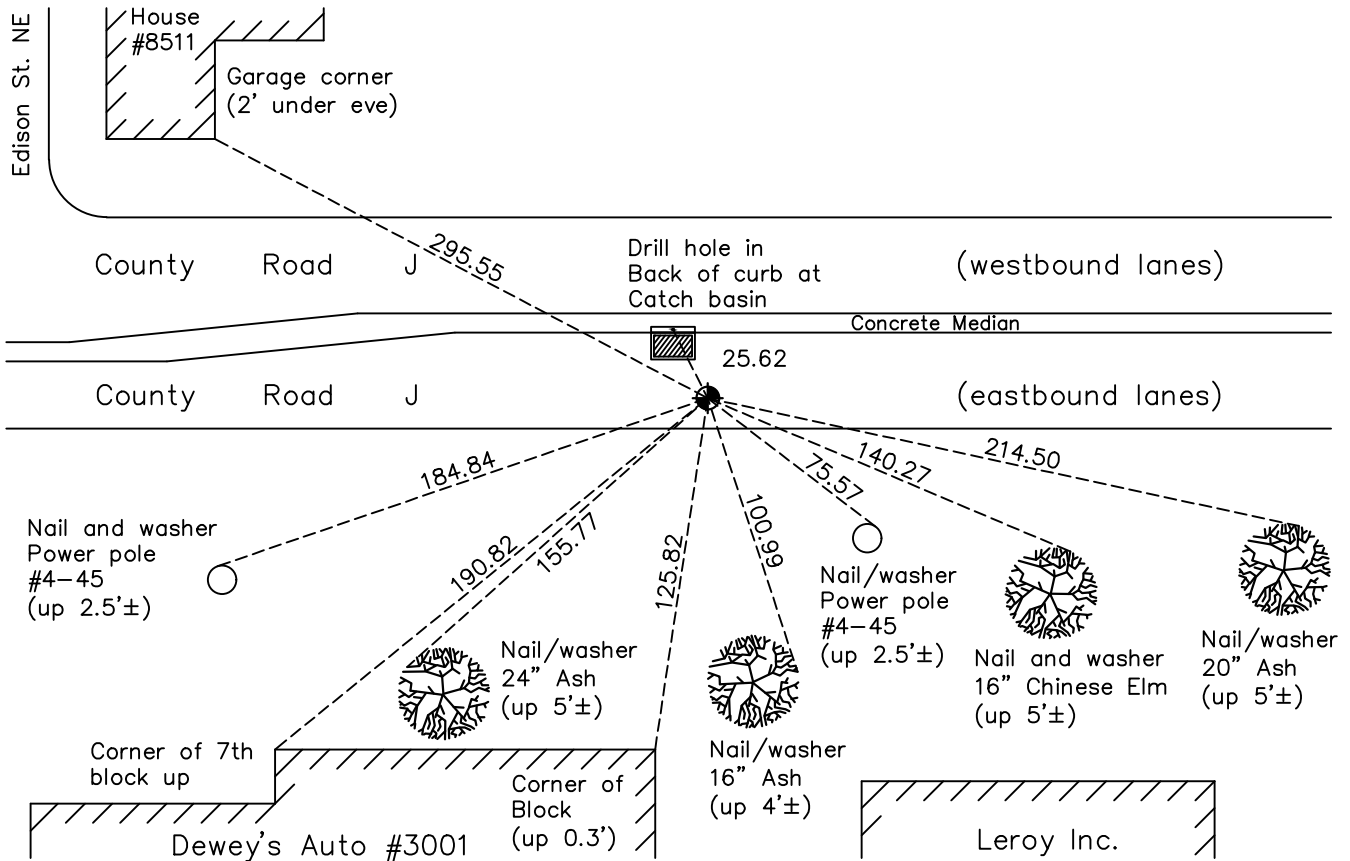 Edison St. NE
House
#8511
Garage corner
(2' under eve)
295.55
Drill hole in
Back of curb at
Catch basin
County Road J
(westbound lanes)
Concrete Median
25.62
County Road J
(eastbound lanes)
184.84
190.82
155.77
125.82
100.99
75.57
140.27
214.50
Nail and washer
Power pole
#4-45
(up 2.5'±)
Nail/washer
24" Ash
(up 5'±)
Nail/washer
Power pole
#4-45
(up 2.5'±)
Nail and washer
16" Chinese Elm
(up 5'±)
Nail/washer
20" Ash
(up 5'±)
Corner of 7th
block up
Corner of
Block
(up 0.3')
Nail/washer
16" Ash
(up 4'±)
Dewey's Auto #3001
Leroy Inc.